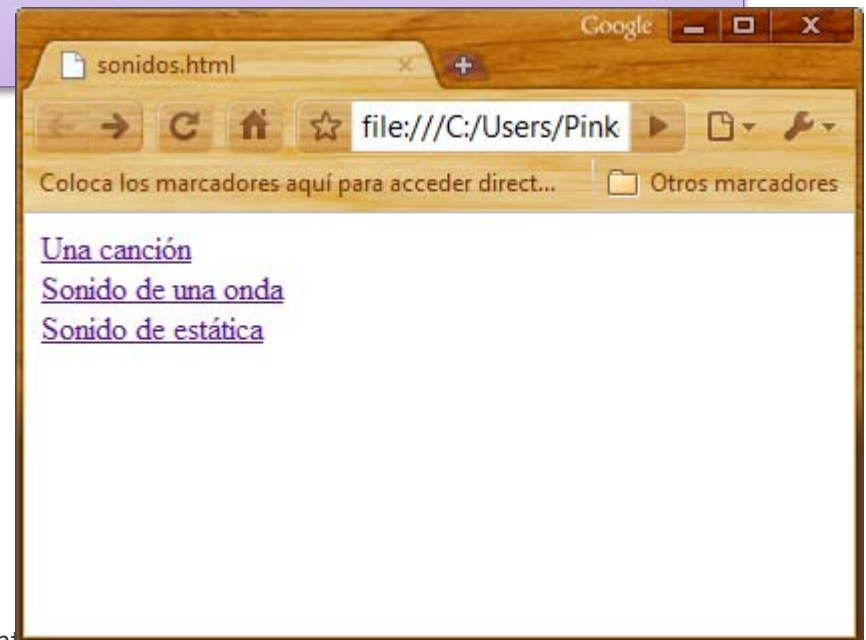 Google
sonidos.html
file:///C:/Users/Pink
Coloca los marcadores aquí para acceder direct... Otros marcadores
Una canción
Sonido de una onda
Sonido de estática